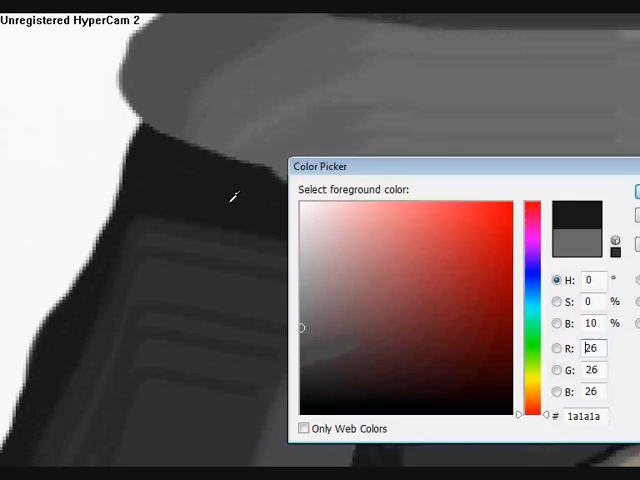 Unregistered HyperCam 2
Color Picker
Select foreground color:
H: 0 °
S: 0 %
B: 10 %
R: 26
G: 26
B: 26
# 1a1a1a
Only Web Colors